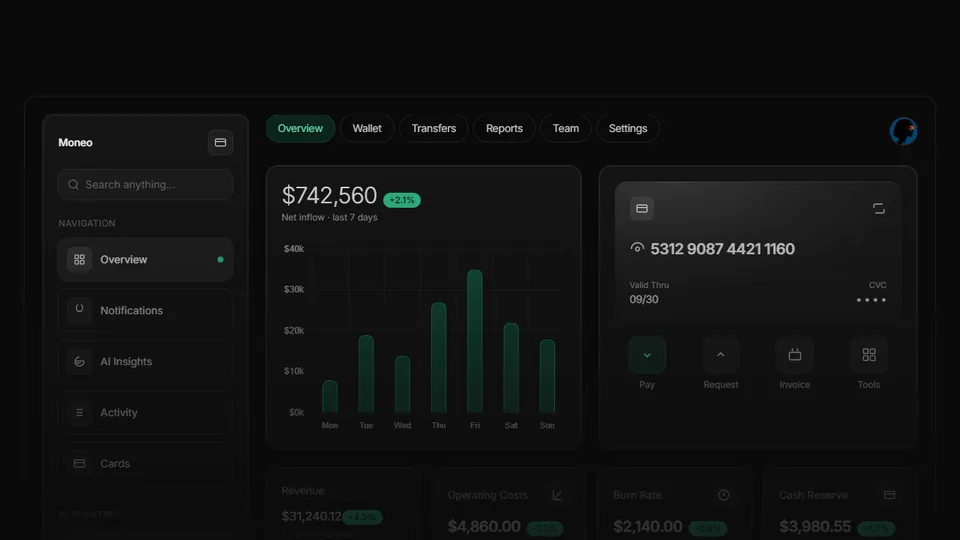 Moneo
Search anything...
NAVIGATION
Overview
Notifications
AI Insights
Activity
Cards
Overview
Wallet
Transfers
Reports
Team
Settings
$742,560
+2.1%
Net inflow · last 7 days
$40k
$30k
$20k
$10k
$0k
Mon
Tue
Wed
Thu
Fri
Sat
Sun
5312 9087 4421 1160
Valid Thru
CVC
09/30
Pay
Request
Invoice
Tools
Revenue
$31,240.12
+4.2%
Operating Costs
$4,860.00
Burn Rate
$2,140.00
Cash Reserve
$3,980.55